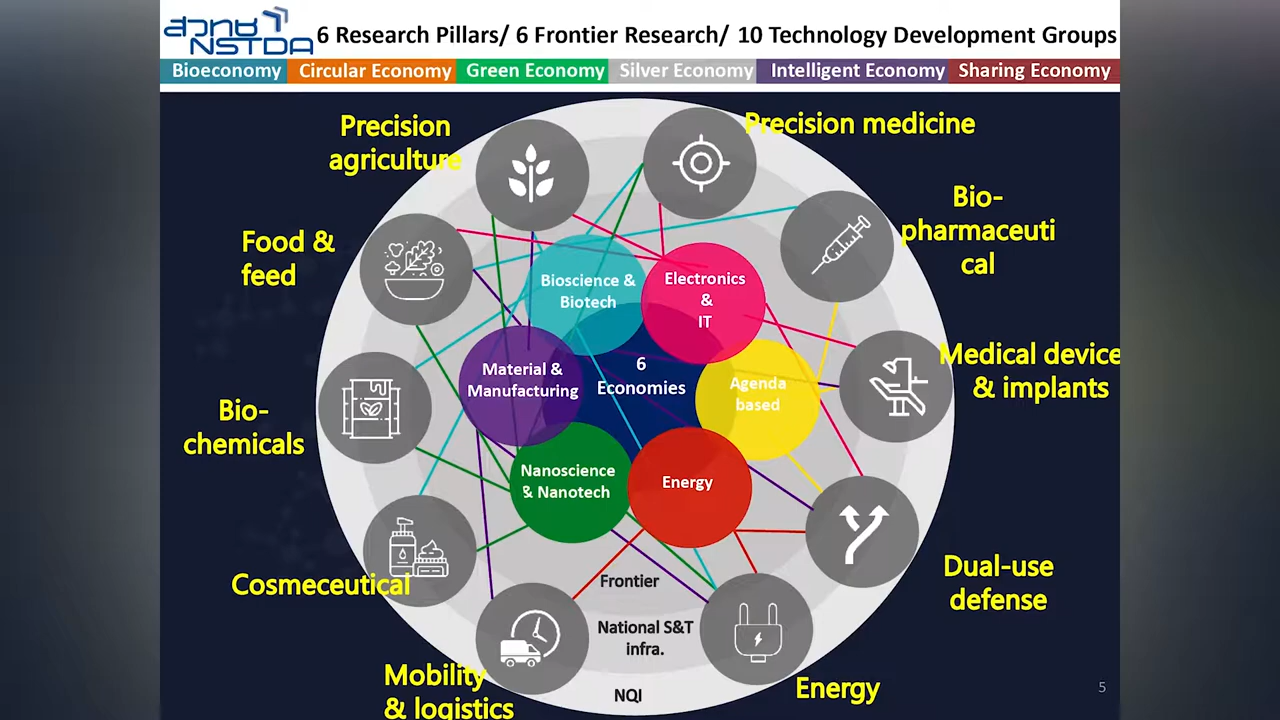 สวทช
NSTDA
6 Research Pillars/ 6 Frontier Research/ 10 Technology Development Groups
Bioeconomy
Circular Economy
Green Economy
Silver Economy
Intelligent Economy
Sharing Economy
Precision
agriculture
Precision medicine
Bio-
pharmaceuti
cal
Food &
feed
Bioscience &
Biotech
Electronics
&
IT
Medical device
& implants
6
Economies
Material &
Manufacturing
Agenda
based
Bio-
chemicals
Nanoscience
& Nanotech
Energy
Cosmeceutical
Frontier
Dual-use
defense
National S&T
infra.
Mobility
& logistics
NQI
Energy
5